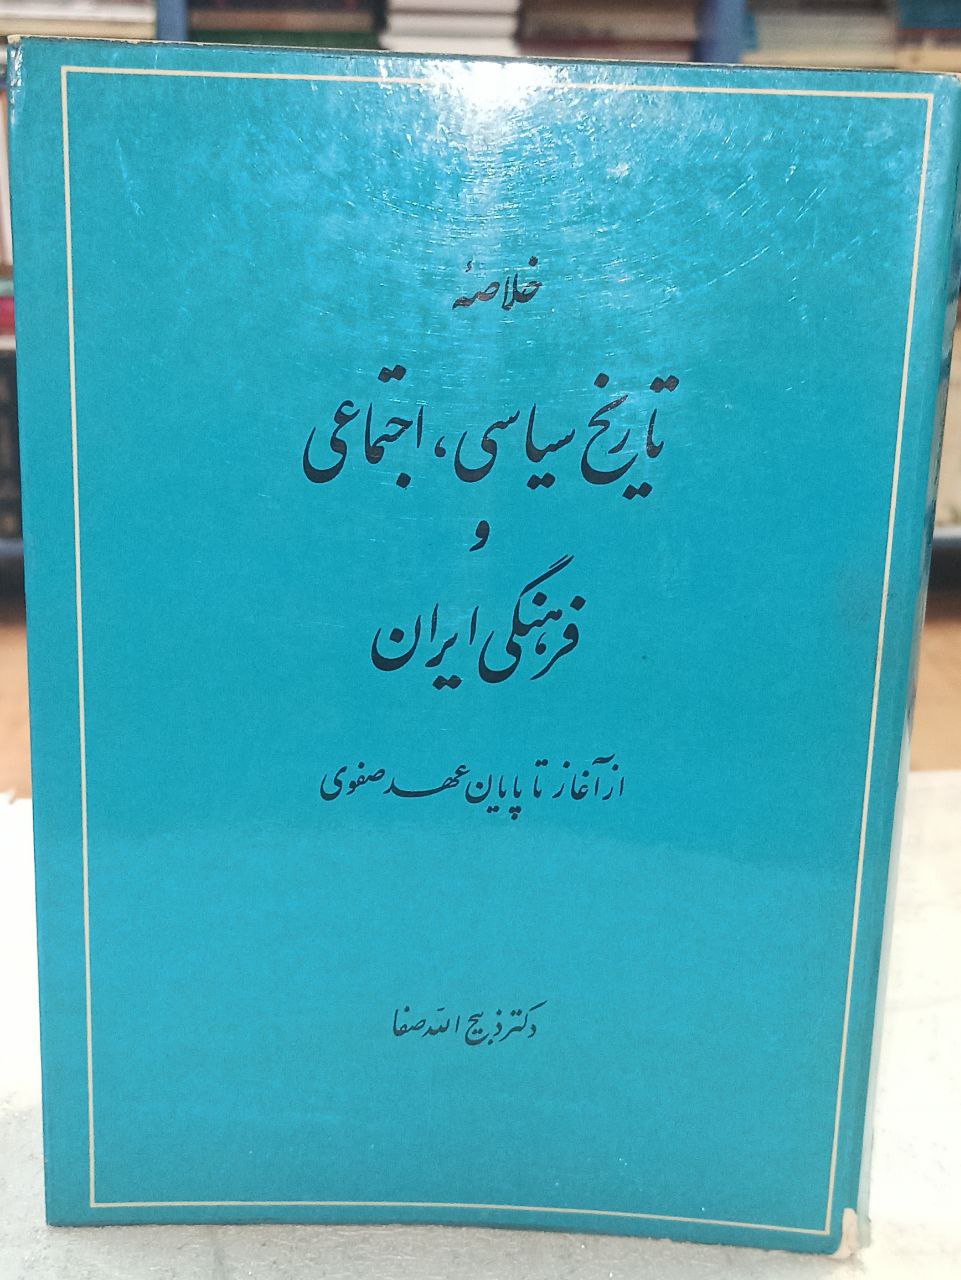 خلاصهٔ
تاریخ سیاسی، اجتماعی
و
فرهنگی ایران
از آغاز تا پایان عهد صفوی
دکتر ذبیح الله صفا